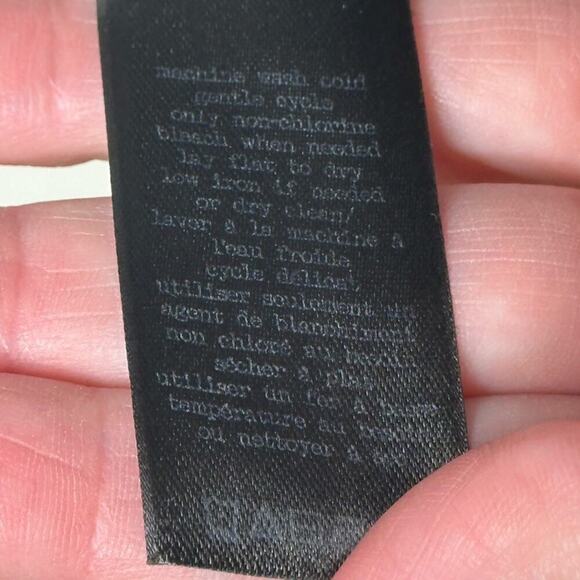 machine wash cold
gentle cycle
only non-chlorine
bleach when needed
lay flat to dry
low iron if needed
or dry clean/
laver à la machine à
l'eau froide
cycle délicat
utiliser seulement un
agent de blanchiment
non chloré au besoin
sécher à plat
utiliser un fer à basse
température au besoin
ou nettoyer à sec